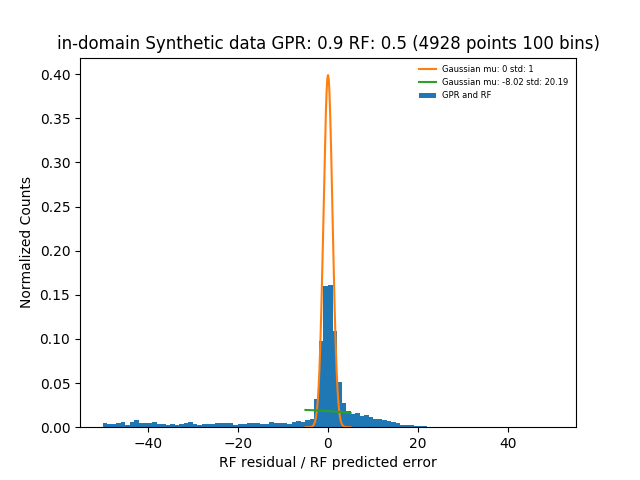 in-domain Synthetic data GPR: 0.9 RF: 0.5 (4928 points 100 bins)
Gaussian mu: 0 std: 1
Gaussian mu: -8.02 std: 20.19
GPR and RF
0.40
0.35
0.30
0.25
0.20
0.15
0.10
0.05
0.00
Normalized Counts
−40 −20 0 20 40
RF residual / RF predicted error